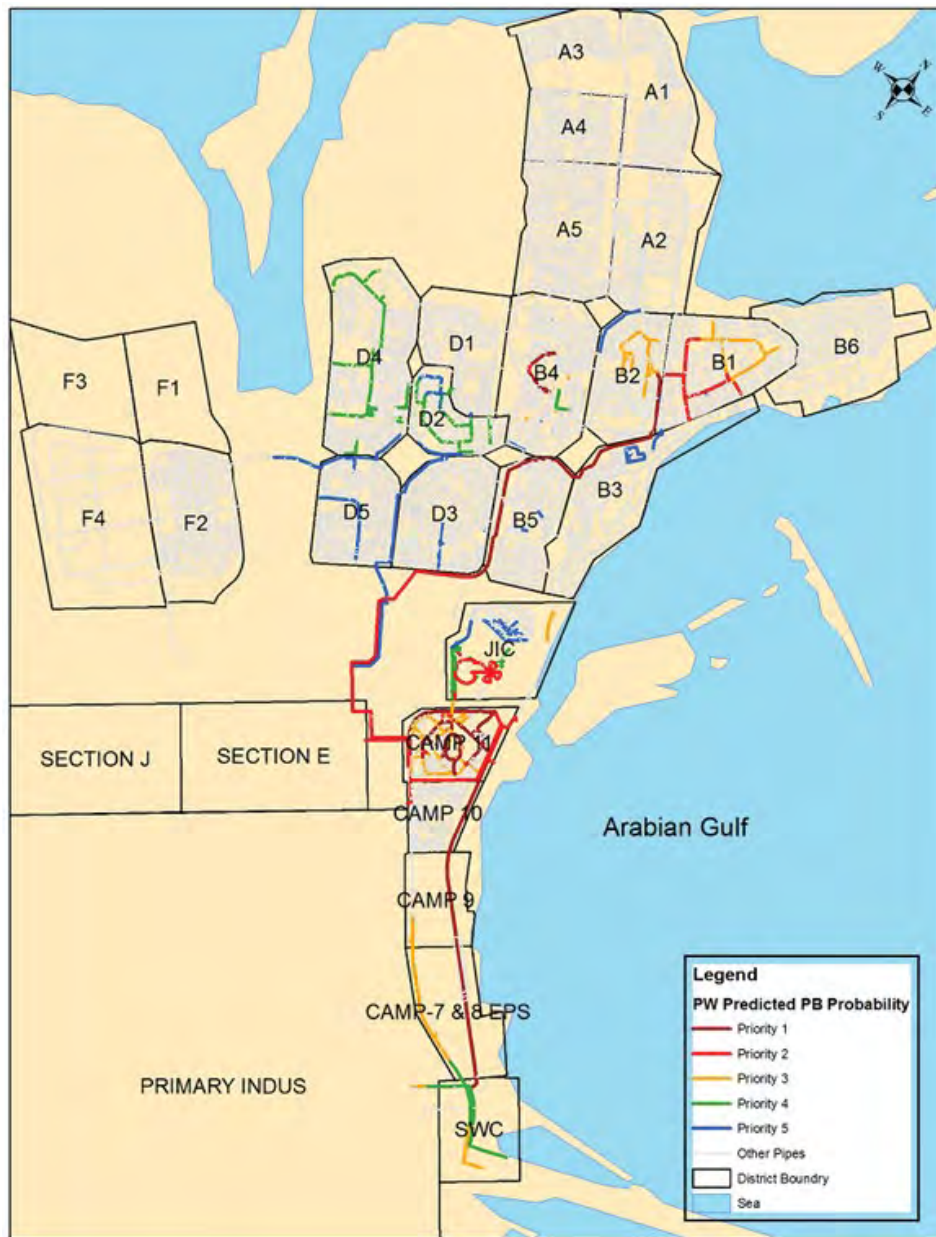 A3
A1
A4
W
N
S
E
A5
A2
D4
D1
B4
B2
B1
B6
F3
F1
D2
F4
F2
D5
D3
B5
B3
JIC
SECTION J
SECTION E
CAMP 11
CAMP 10
Arabian Gulf
CAMP 9
CAMP-7 & 8 EPS
PRIMARY INDUS
SWC
Legend
PW Predicted PB Probability
Priority 1
Priority 2
Priority 3
Priority 4
Priority 5
Other Pipes
District Boundry
Sea